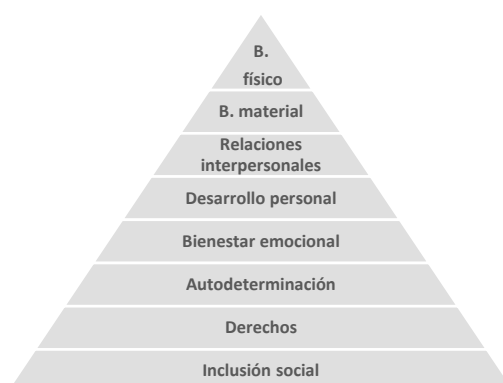 B.
físico
B. material
Relaciones
interpersonales
Desarrollo personal
Bienestar emocional
Autodeterminación
Derechos
Inclusión social